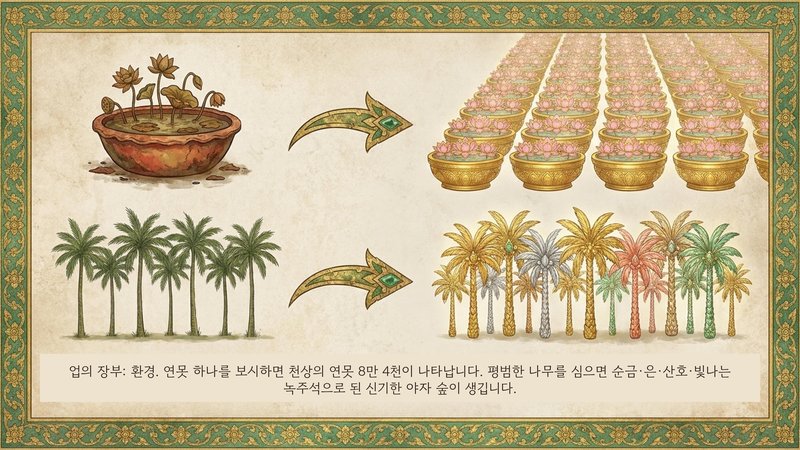 업의 장부: 환경. 연못 하나를 보시하면 천상의 연못 8만 4천이 나타납니다. 평범한 나무를 심으면 순금·은·산호·빛나는
녹주석으로 된 신기한 야자 숲이 생깁니다.